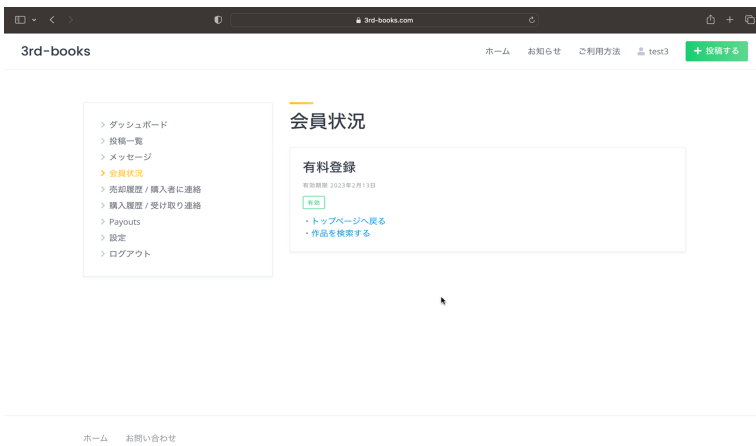 3rd-books.com
3rd-books
ホーム お知らせ ご利用方法 test3 + 投稿する
> ダッシュボード
> 投稿一覧
> メッセージ
> 会員状況
> 売却履歴 / 購入者に連絡
> 購入履歴 / 受け取り連絡
> Payouts
> 設定
> ログアウト
会員状況
有料登録
有効期限 2023年2月13日
有効
・トップページへ戻る
・作品を検索する
ホーム お問い合わせ